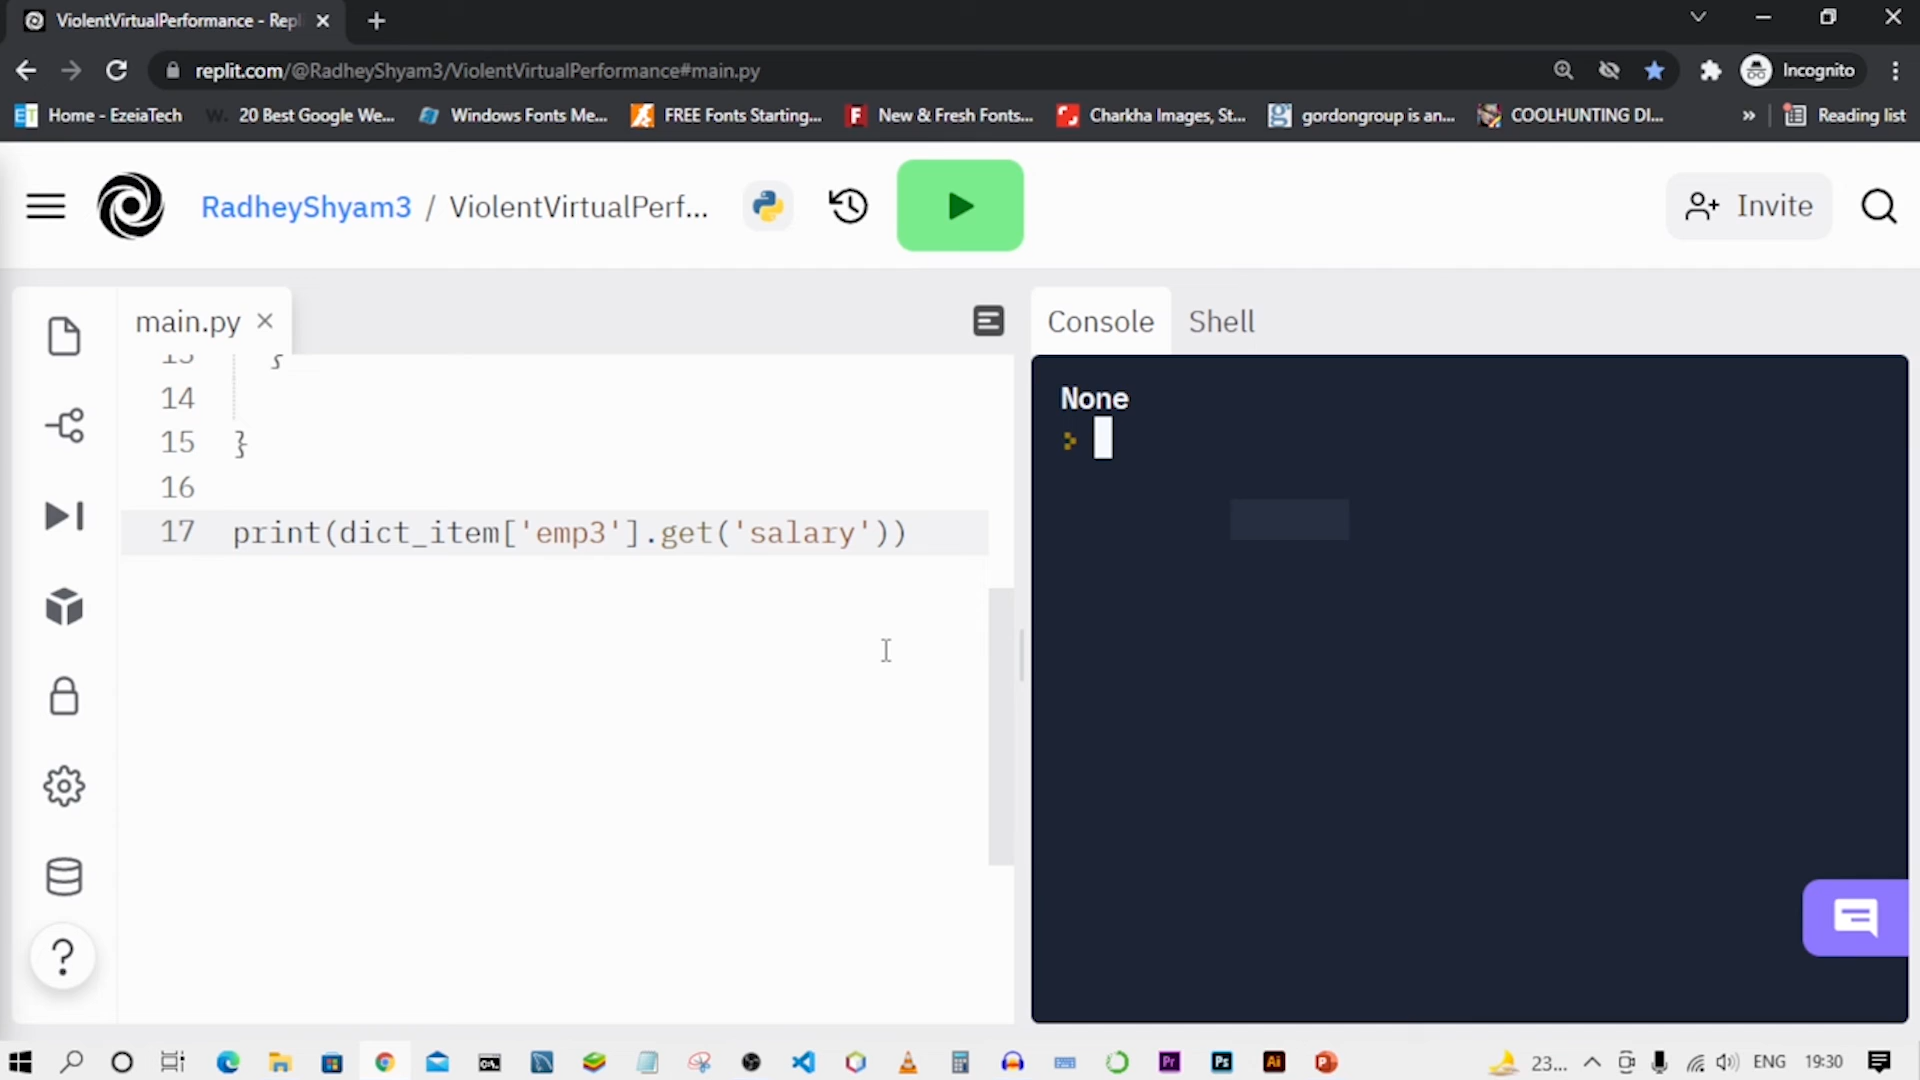 ViolentVirtualPerformance - Repl
replit.com/@RadheyShyam3/ViolentVirtualPerformance#main.py
Incognito
Home - EzeiaTech
20 Best Google We...
Windows Fonts Me...
FREE Fonts Starting...
New & Fresh Fonts...
Charkha Images, St...
gordongroup is an...
COOLHUNTING DI...
Reading list
RadheyShyam3 / ViolentVirtualPerf...
Invite
main.py
Console
Shell
14
15 }
16
17 print(dict_item['emp3'].get('salary'))
None
23...
ENG
19:30